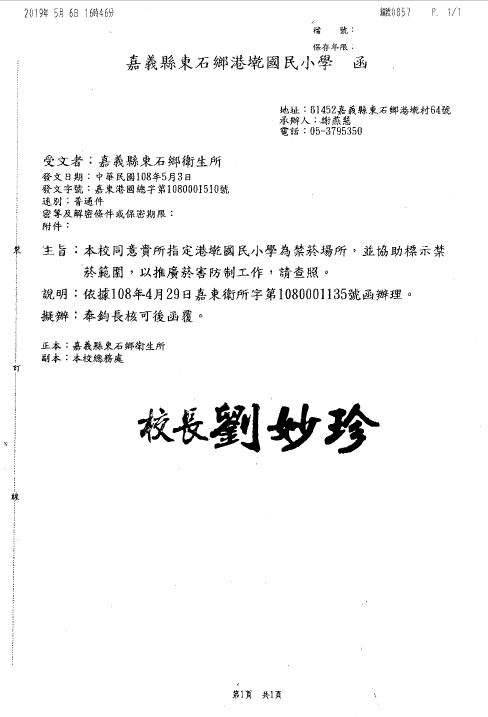 2019年 5月 6日 16時46分 編號0857 P. 1/1
檔 號：
保存年限：
嘉義縣東石鄉港墘國民小學 函
地址：61452嘉義縣東石鄉港墘村64號
承辦人：謝燕慧
電話：05-3795350
受文者：嘉義縣東石鄉衛生所
發文日期：中華民國108年5月3日
發文字號：嘉東港國總字第1080001510號
速別：普通件
密等及解密條件或保密期限：
附件：
主旨：本校同意貴所指定港墘國民小學為禁菸場所，並協助標示禁
菸範圍，以推廣菸害防制工作，請查照。
說明：依據108年4月29日嘉東衛所字第1080001135號函辦理。
擬辦：奉鈞長核可後函覆。
正本：嘉義縣東石鄉衛生所
副本：本校總務處
裝
訂
線
校長劉妙珍
第1頁 共1頁